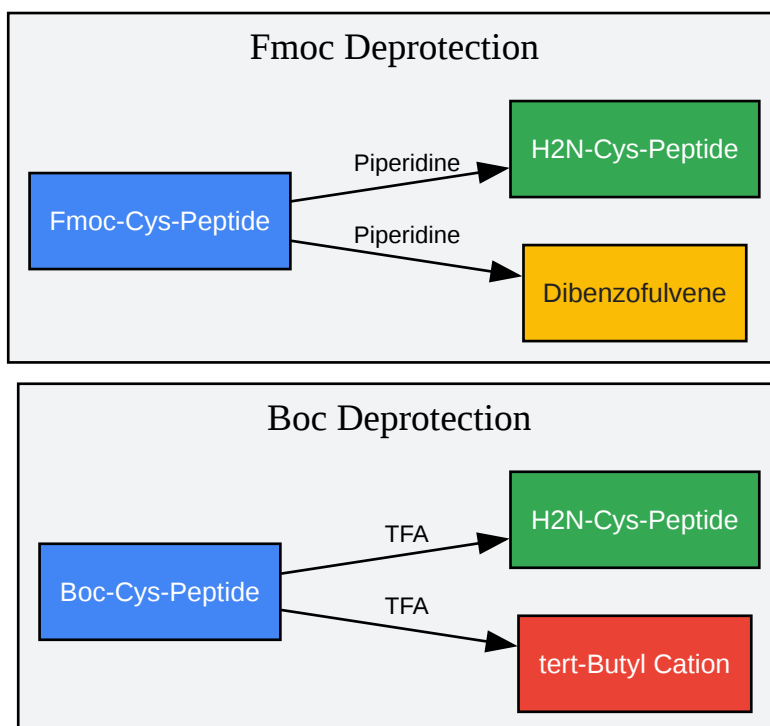 Fmoc Deprotection
Fmoc-Cys-Peptide
Piperidine
H2N-Cys-Peptide
Piperidine
Dibenzofulvene
Boc Deprotection
Boc-Cys-Peptide
TFA
H2N-Cys-Peptide
TFA
tert-Butyl Cation